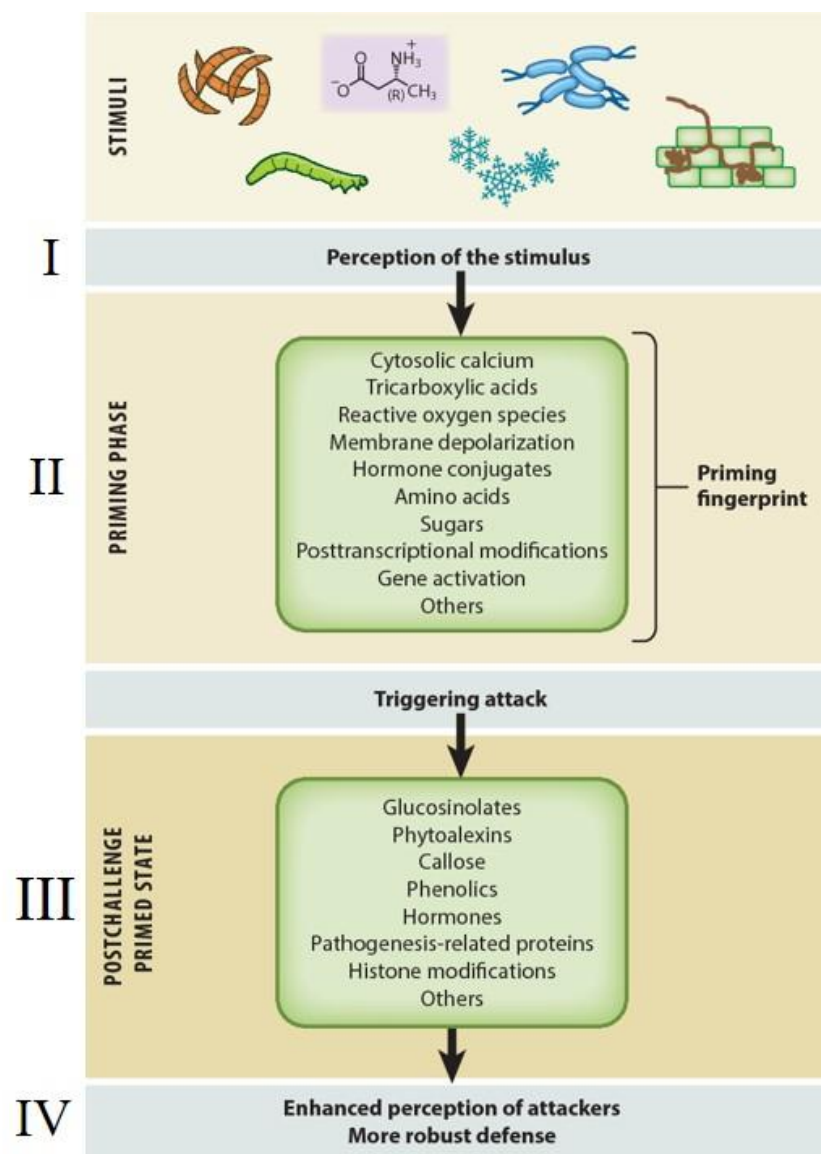 STIMULI
O
+
NH3
-O
(R)
CH3
I
Perception of the stimulus
II
PRIMING PHASE
Cytosolic calcium
Tricarboxylic acids
Reactive oxygen species
Membrane depolarization
Hormone conjugates
Amino acids
Sugars
Posttranscriptional modifications
Gene activation
Others
Priming
fingerprint
Triggering attack
III
POSTCHALLENGE
PRIMED STATE
Glucosinolates
Phytoalexins
Callose
Phenolics
Hormones
Pathogenesis-related proteins
Histone modifications
Others
IV
Enhanced perception of attackers
More robust defense